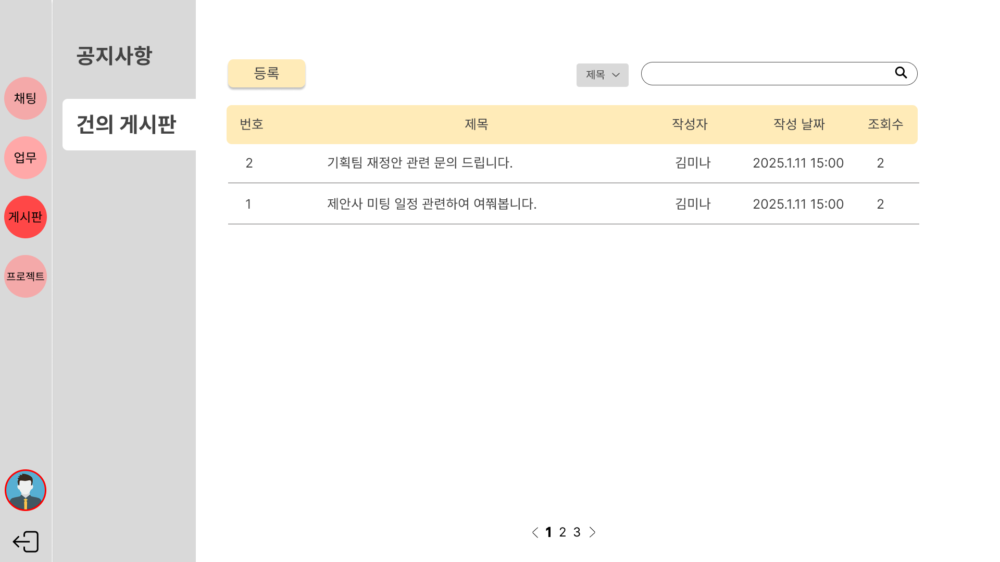 채팅
업무
게시판
프로젝트
공지사항
건의 게시판
등록
제목
번호 제목 작성자 작성 날짜 조회수
2 기획팀 재정안 관련 문의 드립니다. 김미나 2025.1.11 15:00 2
1 제안사 미팅 일정 관련하여 여쭤봅니다. 김미나 2025.1.11 15:00 2
1 2 3